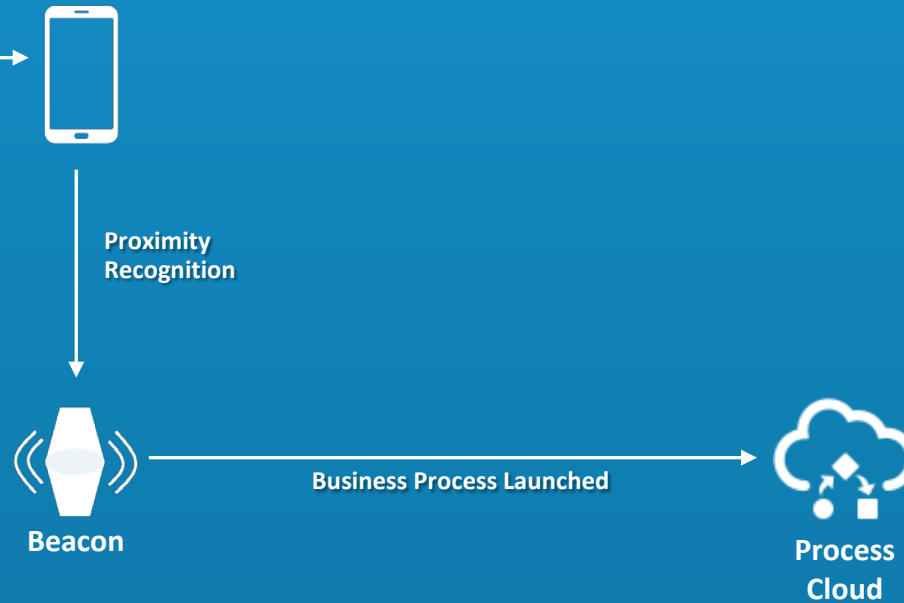 Proximity
Recognition
Business Process Launched
Beacon
Process
Cloud